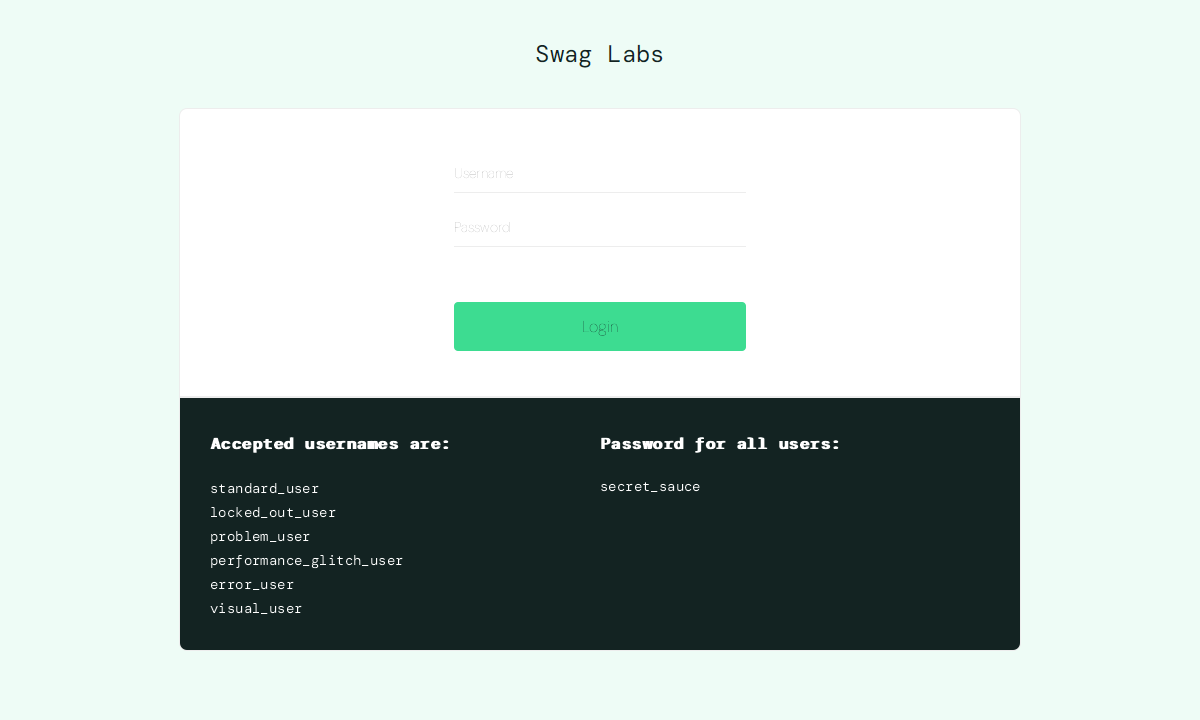 Swag Labs
Username
Password
Login
Accepted usernames are:
standard_user
locked_out_user
problem_user
performance_glitch_user
error_user
visual_user
Password for all users:
secret_sauce